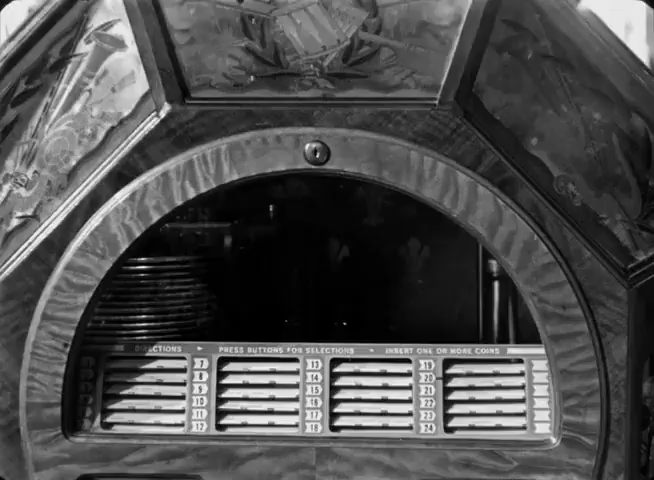 DIRECTIONS PRESS BUTTONS FOR SELECTIONS INSERT ONE OR MORE COINS
7 13 19
8 14 20
9 15 21
10 16 22
11 17 23
12 18 24